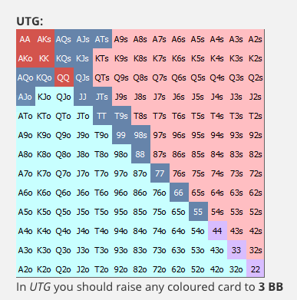 UTG:
AA AKs AQs AJs ATs A9s A8s A7s A6s A5s A4s A3s A2s
AKo KK KQs KJs KTs K9s K8s K7s K6s K5s K4s K3s K2s
AQo KQo QQ QJs QTs Q9s Q8s Q7s Q6s Q5s Q4s Q3s Q2s
AJo KJo QJo JJ JTs J9s J8s J7s J6s J5s J4s J3s J2s
ATo KTo QTo JTo TT T9s T8s T7s T6s T5s T4s T3s T2s
A9o K9o Q9o J9o T9o 99 98s 97s 96s 95s 94s 93s 92s
A8o K8o Q8o J8o T8o 98o 88 87s 86s 85s 84s 83s 82s
A7o K7o Q7o J7o T7o 97o 87o 77 76s 75s 74s 73s 72s
A6o K6o Q6o J6o T6o 96o 86o 76o 66 65s 64s 63s 62s
A5o K5o Q5o J5o T5o 95o 85o 75o 65o 55 54s 53s 52s
A4o K4o Q4o J4o T4o 94o 84o 74o 64o 54o 44 43s 42s
A3o K3o Q3o J3o T3o 93o 83o 73o 63o 53o 43o 33 32s
A2o K2o Q2o J2o T2o 92o 82o 72o 62o 52o 42o 32o 22
In UTG you should raise any coloured card to 3 BB